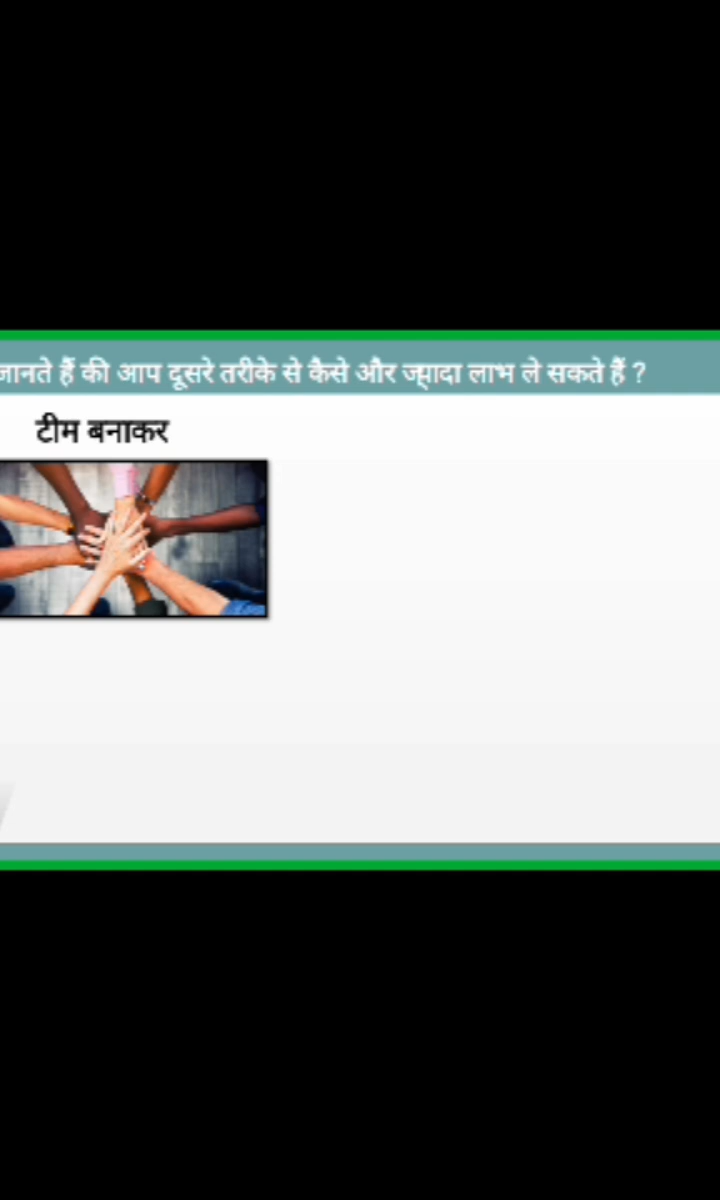 जानते हैं की आप दूसरे तरीके से कैसे और ज्यादा लाभ ले सकते हैं ?
टीम बनाकर